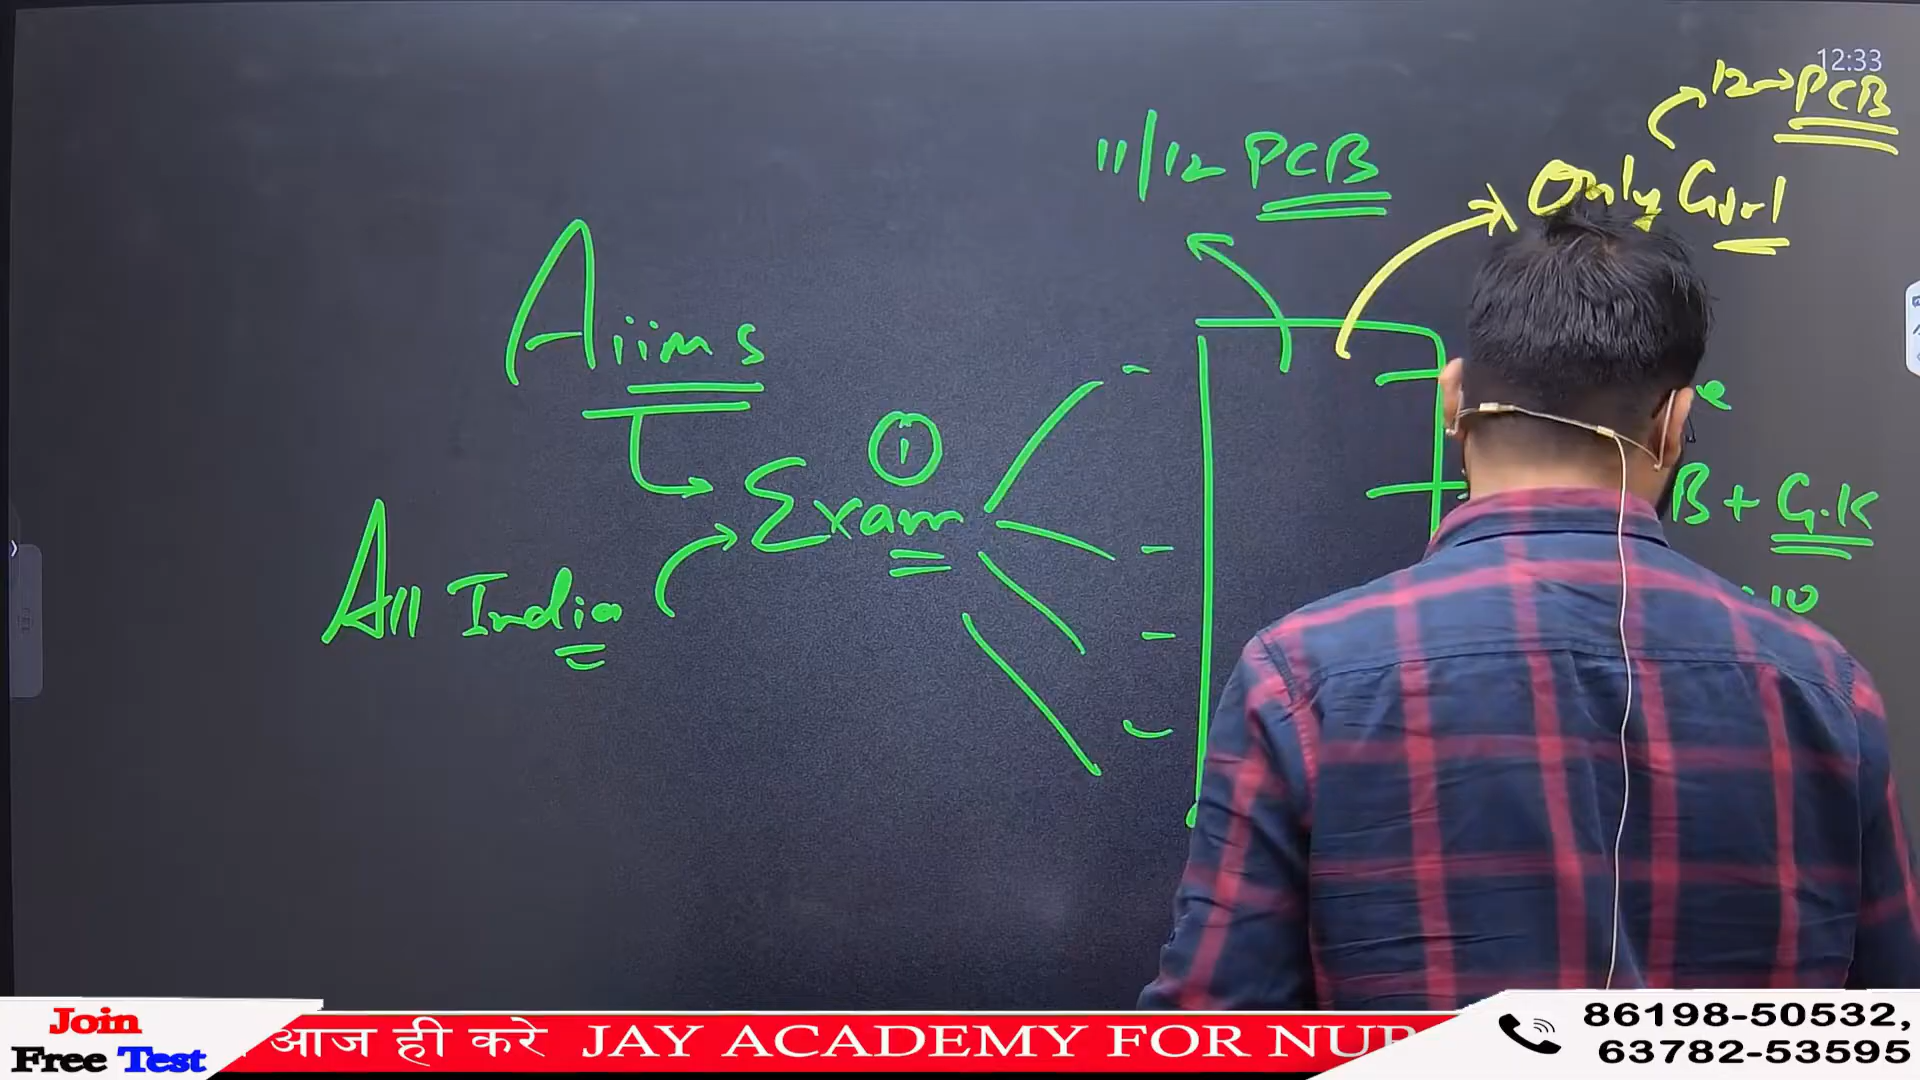 12:33
12→PCB
11/12 PCB
Only Girl
Aiims
①
Exam
B + G.K
All India
10
Join
Free Test
आज ही करे JAY ACADEMY FOR NUR
86198-50532,
63782-53595